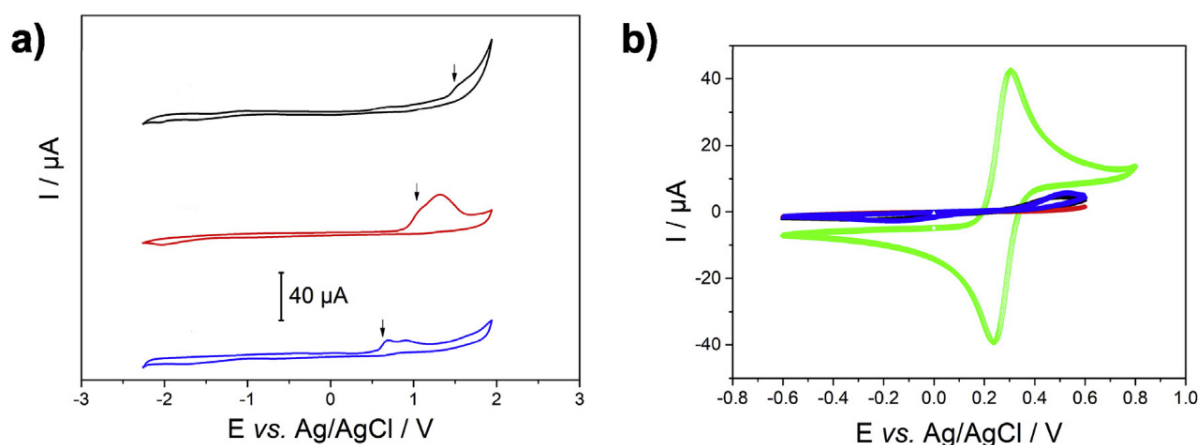 a)
I / µA
40 µA
-3 -2 -1 0 1 2 3
E vs. Ag/AgCl / V
b)
I / µA
40
20
0
-20
-40
-0.8 -0.6 -0.4 -0.2 0.0 0.2 0.4 0.6 0.8 1.0
E vs. Ag/AgCl / V